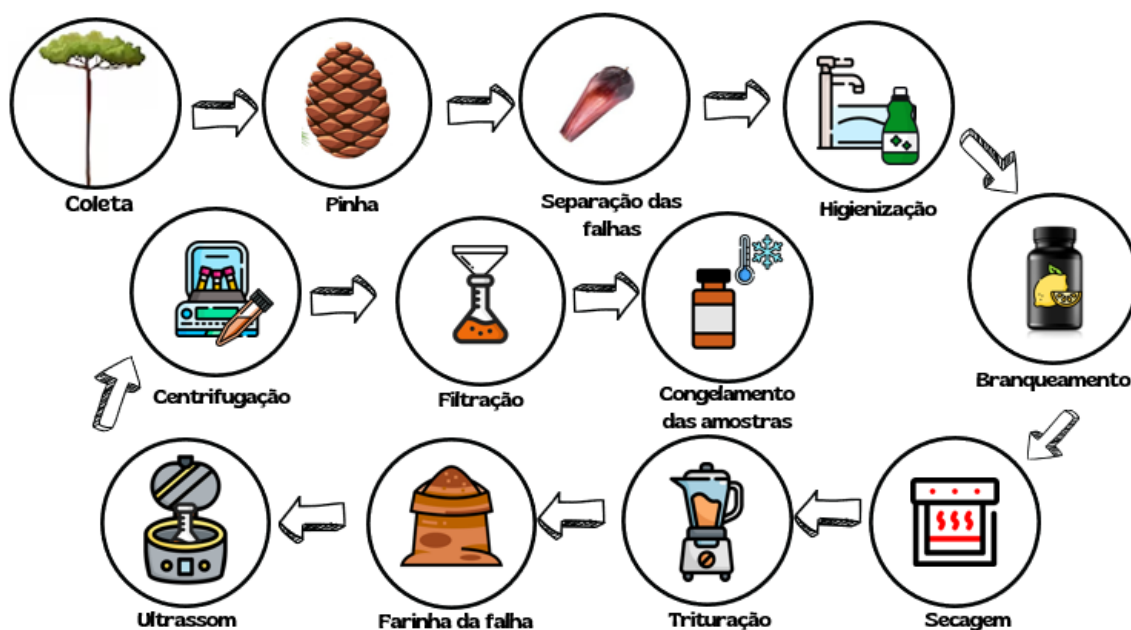 Coleta
Pinha
Separação das
falhas
Higienização
Branqueamento
Secagem
Trituração
Farinha da falha
Ultrassom
Centrifugação
Filtração
Congelamento
das amostras